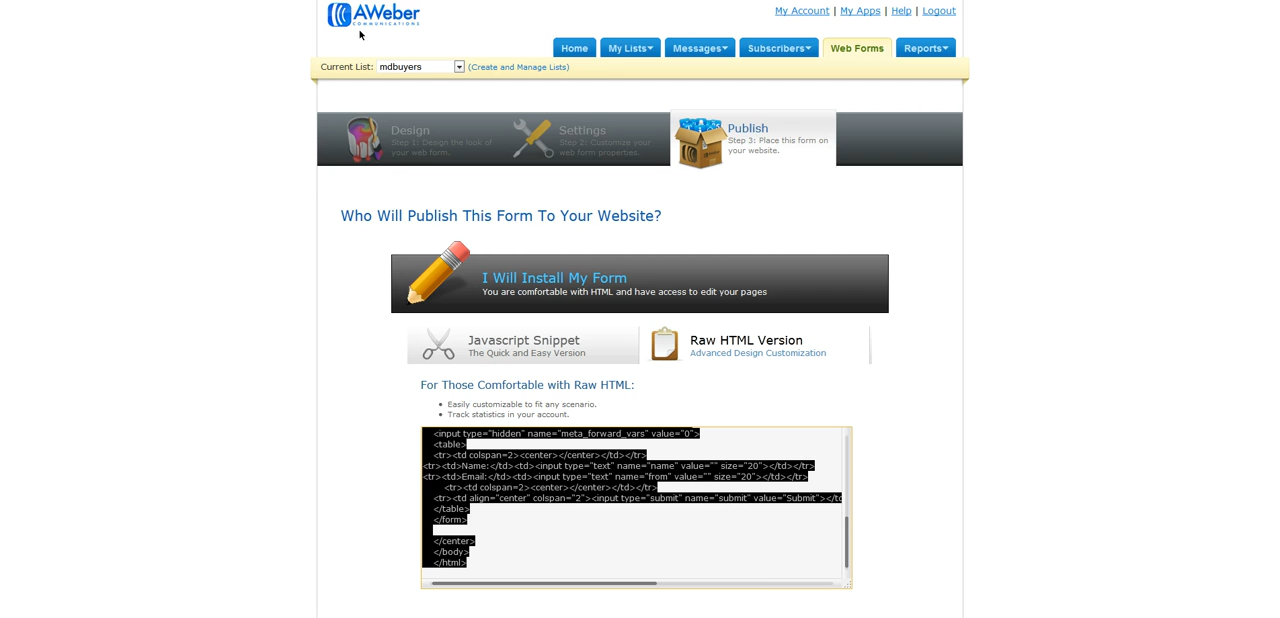 AWeber
COMMUNICATIONS
My Account | My Apps | Help | Logout
Home My Lists Messages Subscribers Web Forms Reports
Current List: mdbuyers (Create and Manage Lists)
Design
Step 1: Design the look of
your web form.
Settings
Step 2: Customize your
web form properties.
Publish
Step 3: Place this form on
your website.
Who Will Publish This Form To Your Website?
I Will Install My Form
You are comfortable with HTML and have access to edit your pages
Javascript Snippet
The Quick and Easy Version
Raw HTML Version
Advanced Design Customization
For Those Comfortable with Raw HTML:
• Easily customizable to fit any scenario.
• Track statistics in your account.
<input type="hidden" name="meta_forward_vars" value="0">
<table>
<tr><td colspan=2><center></center></td></tr>
<tr><td>Name:</td><td><input type="text" name="name" value="" size="20"></td></tr>
<tr><td>Email:</td><td><input type="text" name="from" value="" size="20"></td></tr>
<tr><td colspan=2><center></center></td></tr>
<tr><td align="center" colspan="2"><input type="submit" name="submit" value="Submit"></td
</table>
</form>
</center>
</body>
</html>